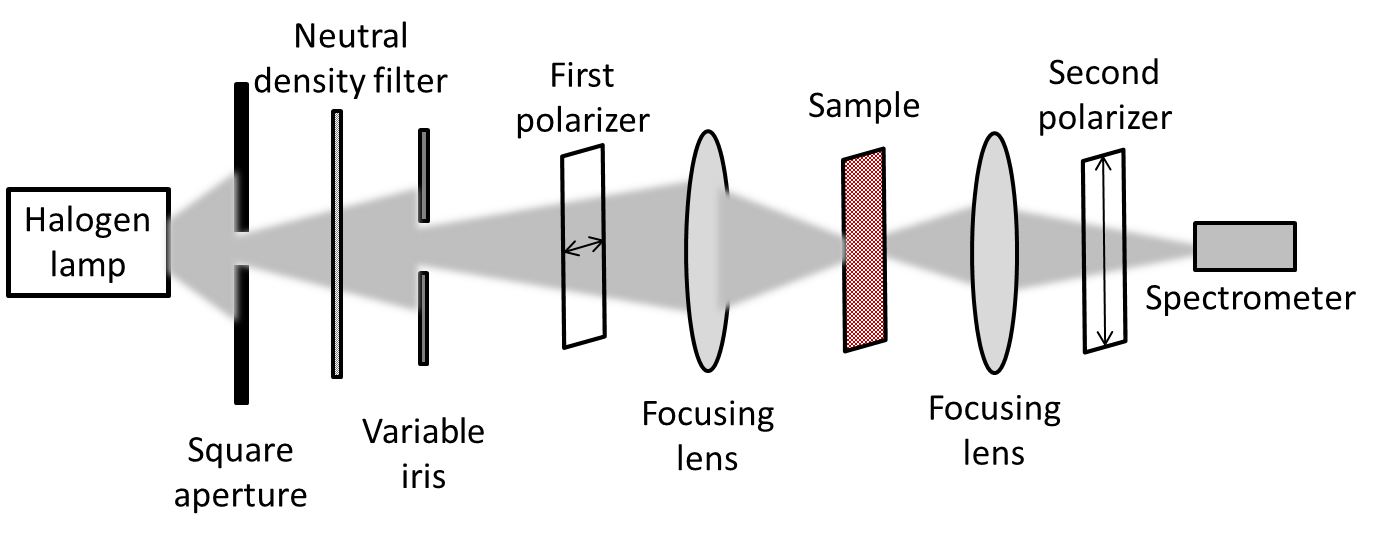 Neutral
density filter
First
polarizer
Second
polarizer
Sample
Halogen
lamp
Spectrometer
Focusing
lens
Focusing
lens
Variable
iris
Square
aperture